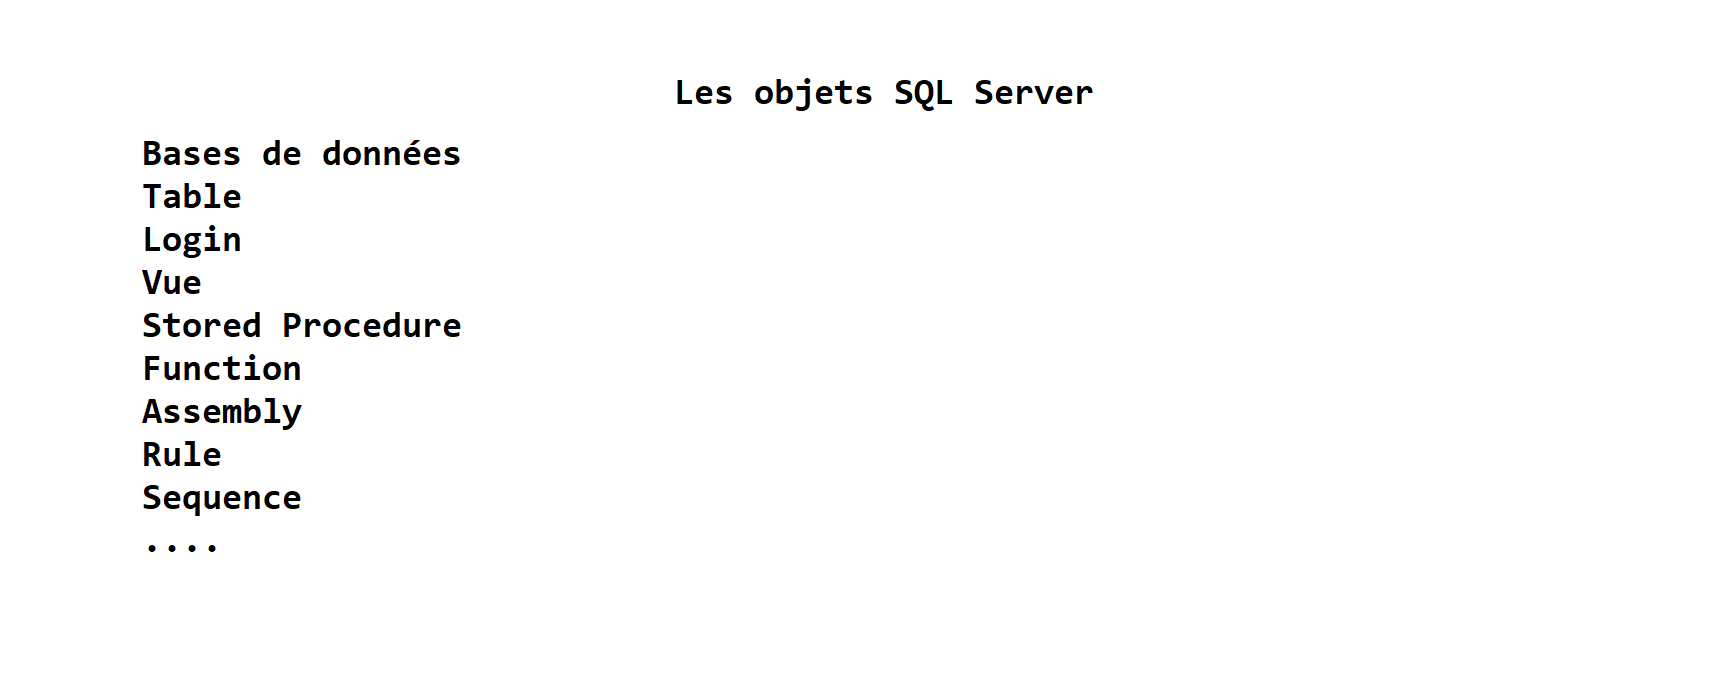 Les objets SQL Server
Bases de données
Table
Login
Vue
Stored Procedure
Function
Assembly
Rule
Sequence
....